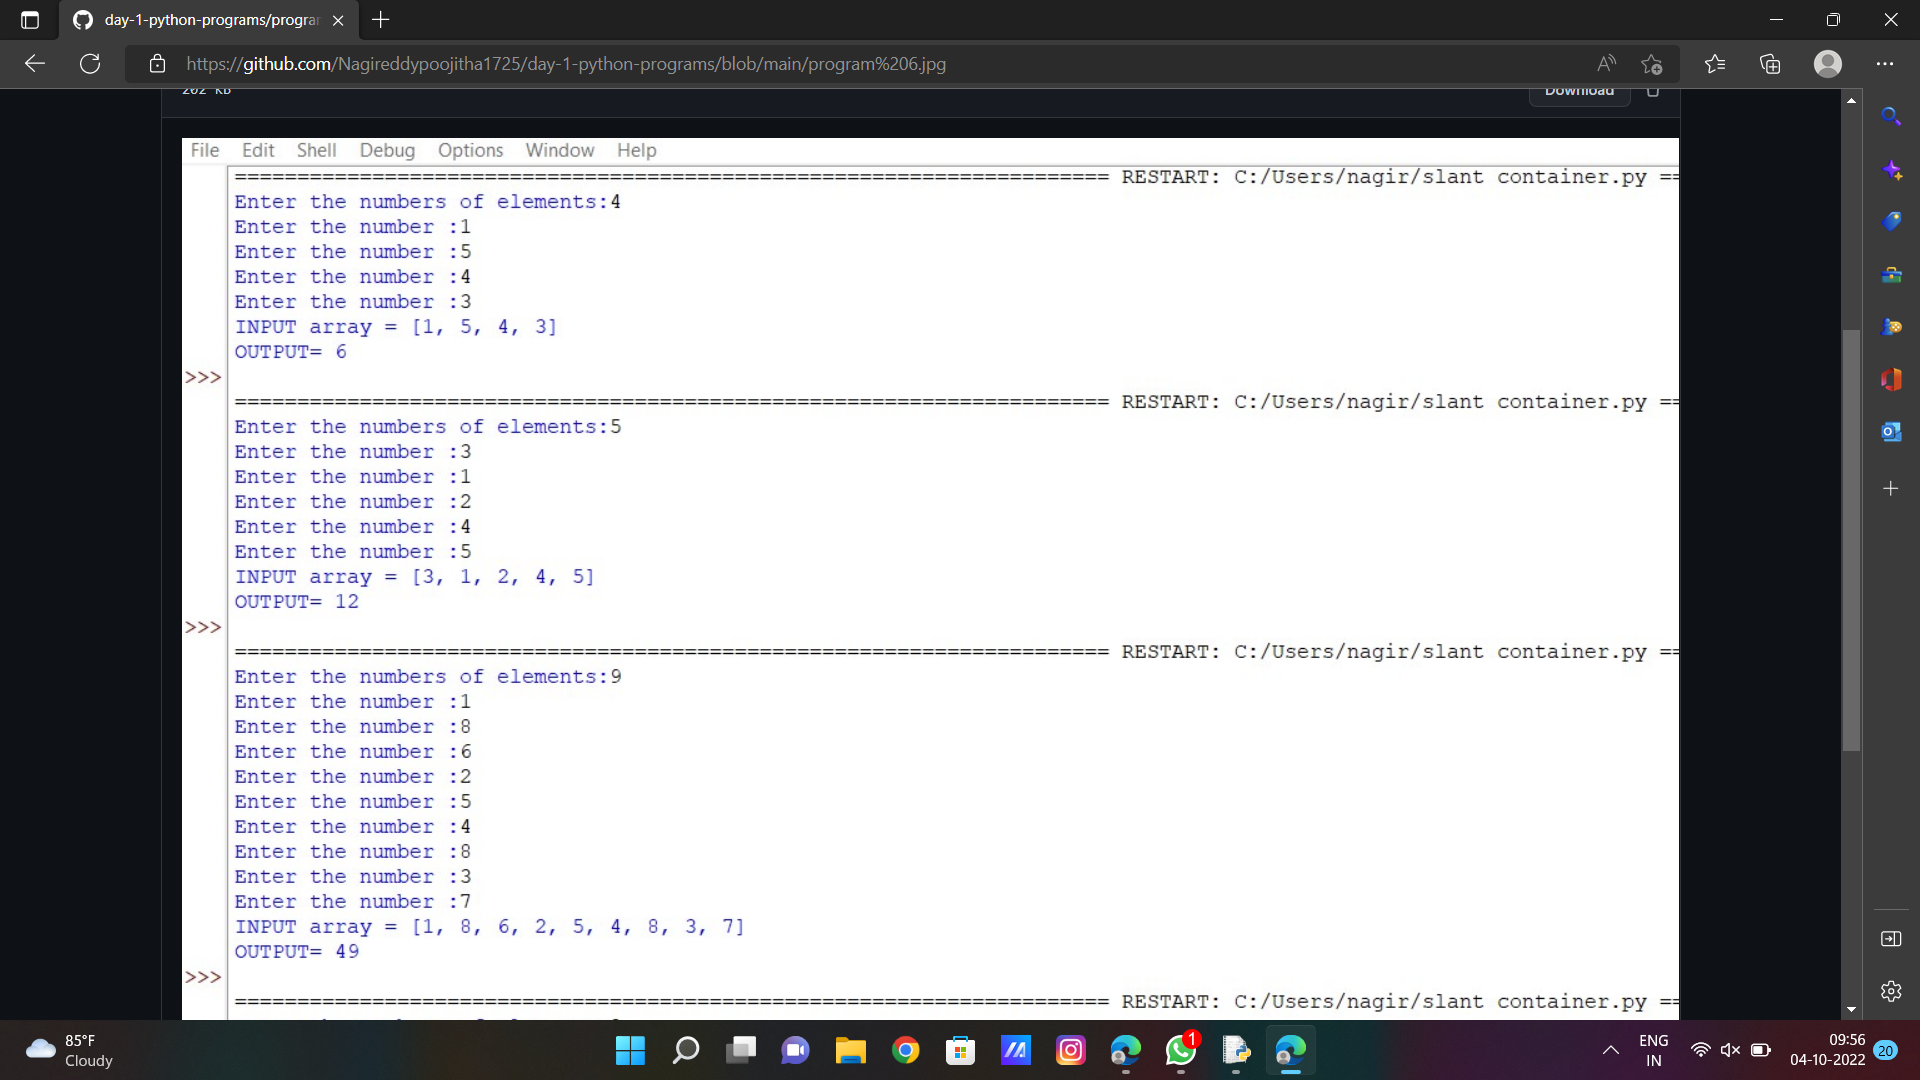 day-1-python-programs/progra
https://github.com/Nagireddypoojitha1725/day-1-python-programs/blob/main/program%206.jpg
202 KB
Download
File Edit Shell Debug Options Window Help
====================================================================== RESTART: C:/Users/nagir/slant container.py ==
Enter the numbers of elements:4
Enter the number :1
Enter the number :5
Enter the number :4
Enter the number :3
INPUT array = [1, 5, 4, 3]
OUTPUT= 6
>>>
====================================================================== RESTART: C:/Users/nagir/slant container.py ==
Enter the numbers of elements:5
Enter the number :3
Enter the number :1
Enter the number :2
Enter the number :4
Enter the number :5
INPUT array = [3, 1, 2, 4, 5]
OUTPUT= 12
>>>
====================================================================== RESTART: C:/Users/nagir/slant container.py ==
Enter the numbers of elements:9
Enter the number :1
Enter the number :8
Enter the number :6
Enter the number :2
Enter the number :5
Enter the number :4
Enter the number :8
Enter the number :3
Enter the number :7
INPUT array = [1, 8, 6, 2, 5, 4, 8, 3, 7]
OUTPUT= 49
>>>
====================================================================== RESTART: C:/Users/nagir/slant container.py ==
85°F
Cloudy
1
ENG
IN
09:56
04-10-2022
20